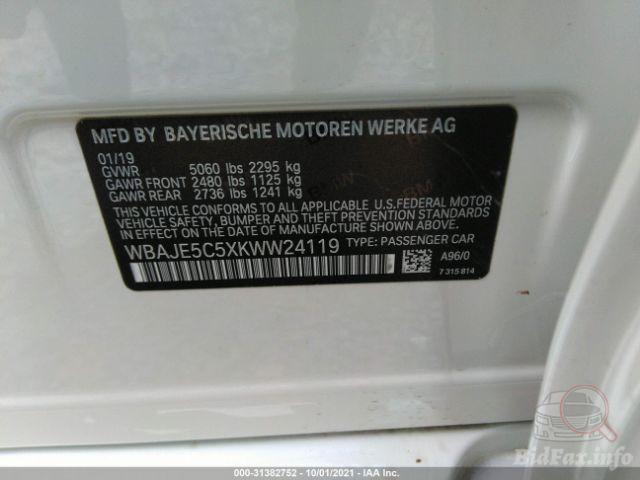 MFD BY BAYERISCHE MOTOREN WERKE AG
01/19
GVWR 5060 lbs 2295 kg
GAWR FRONT 2480 lbs 1125 kg
GAWR REAR 2736 lbs 1241 kg
THIS VEHICLE CONFORMS TO ALL APPLICABLE U.S.FEDERAL MOTOR
VEHICLE SAFETY, BUMPER AND THEFT PREVENTION STANDARDS
IN EFFECT ON THE DATE OF MANUFACTURE SHOWN ABOVE.
WBAJE5C5XKWW24119 TYPE: PASSENGER CAR
A96/0
7 315 814
000-31382752 - 10/01/2021 - IAA Inc.
BidFax.info